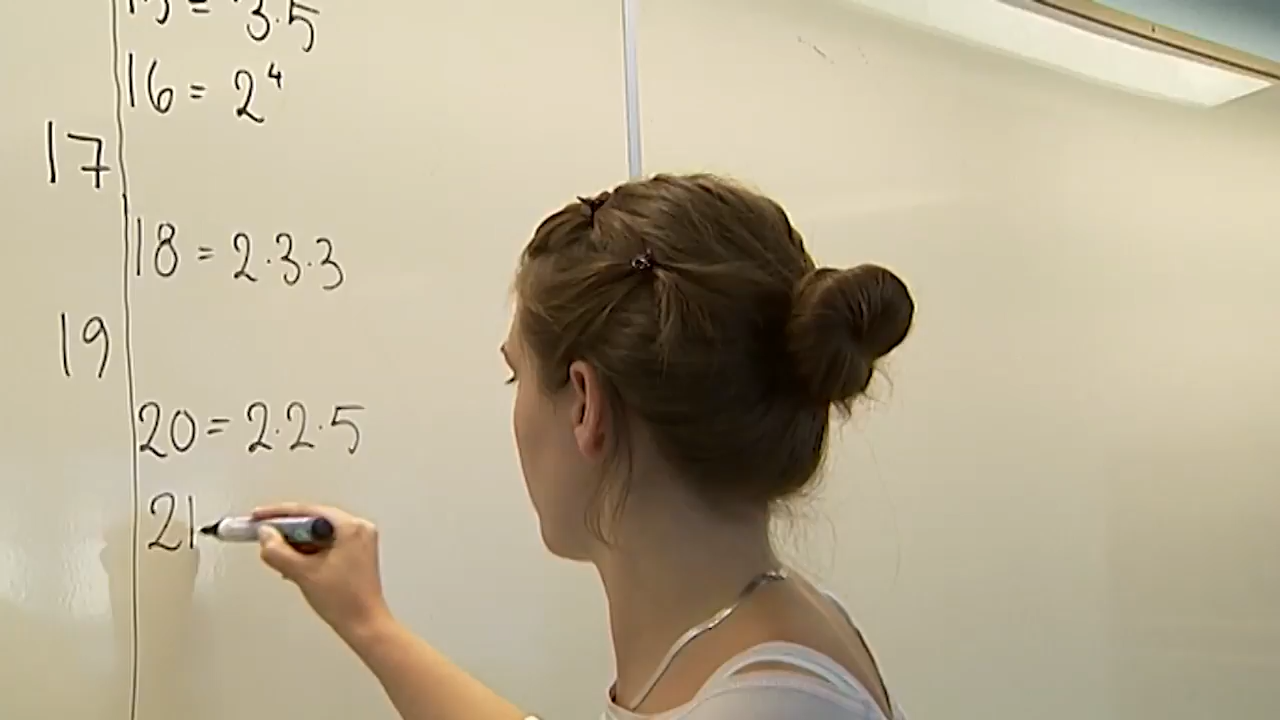 15 = 3·5
16 = 2⁴
17
18 = 2·3·3
19
20 = 2·2·5
21